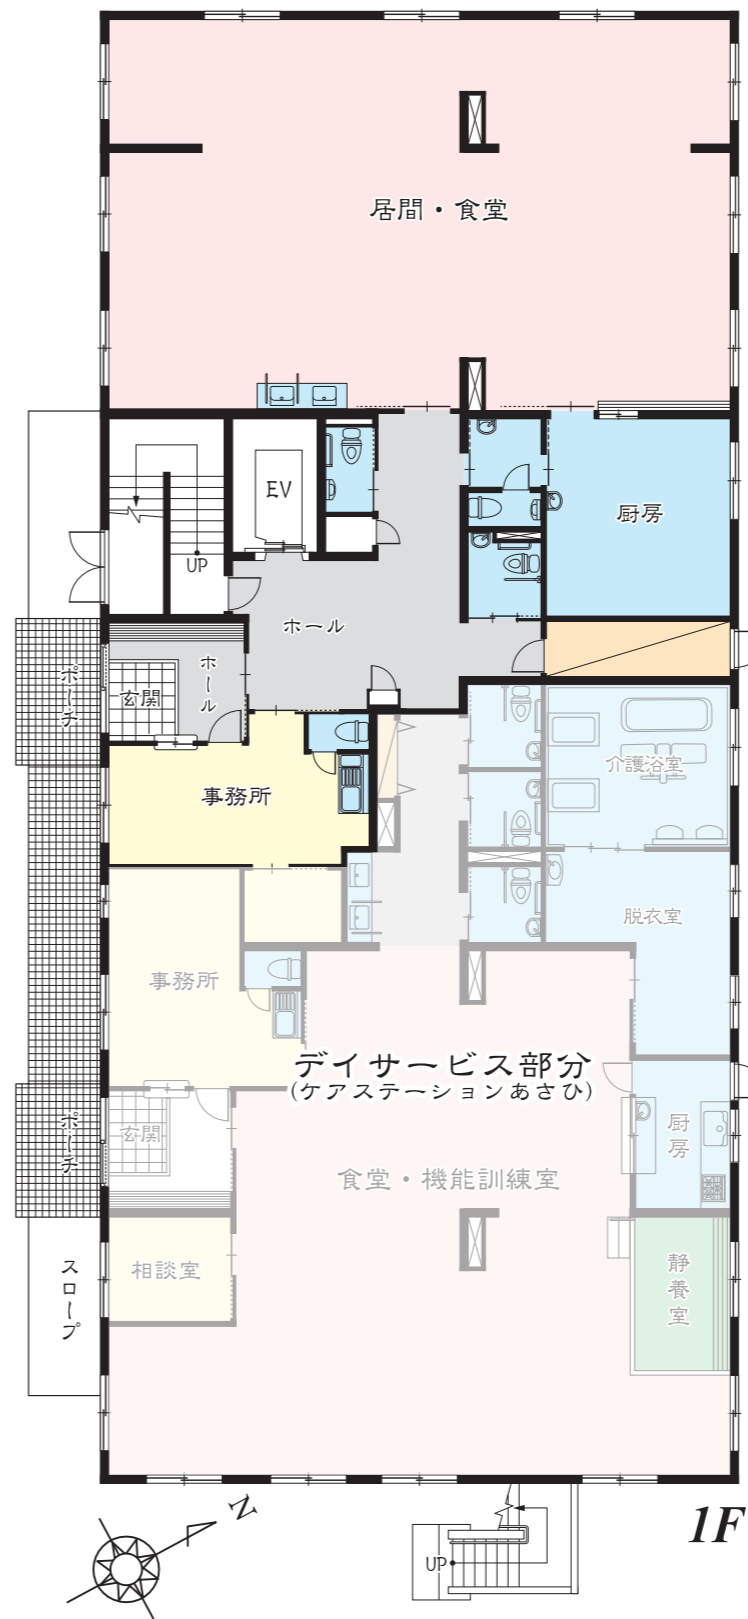 居間・食堂
EV
厨房
UP
ホール
ホール
ポーチ
玄関
事務所
介護浴室
脱衣室
事務所
デイサービス部分
(ケアステーションあさひ)
ポーチ
玄関
厨房
食堂・機能訓練室
スロープ
相談室
静養室
N
1F
UP